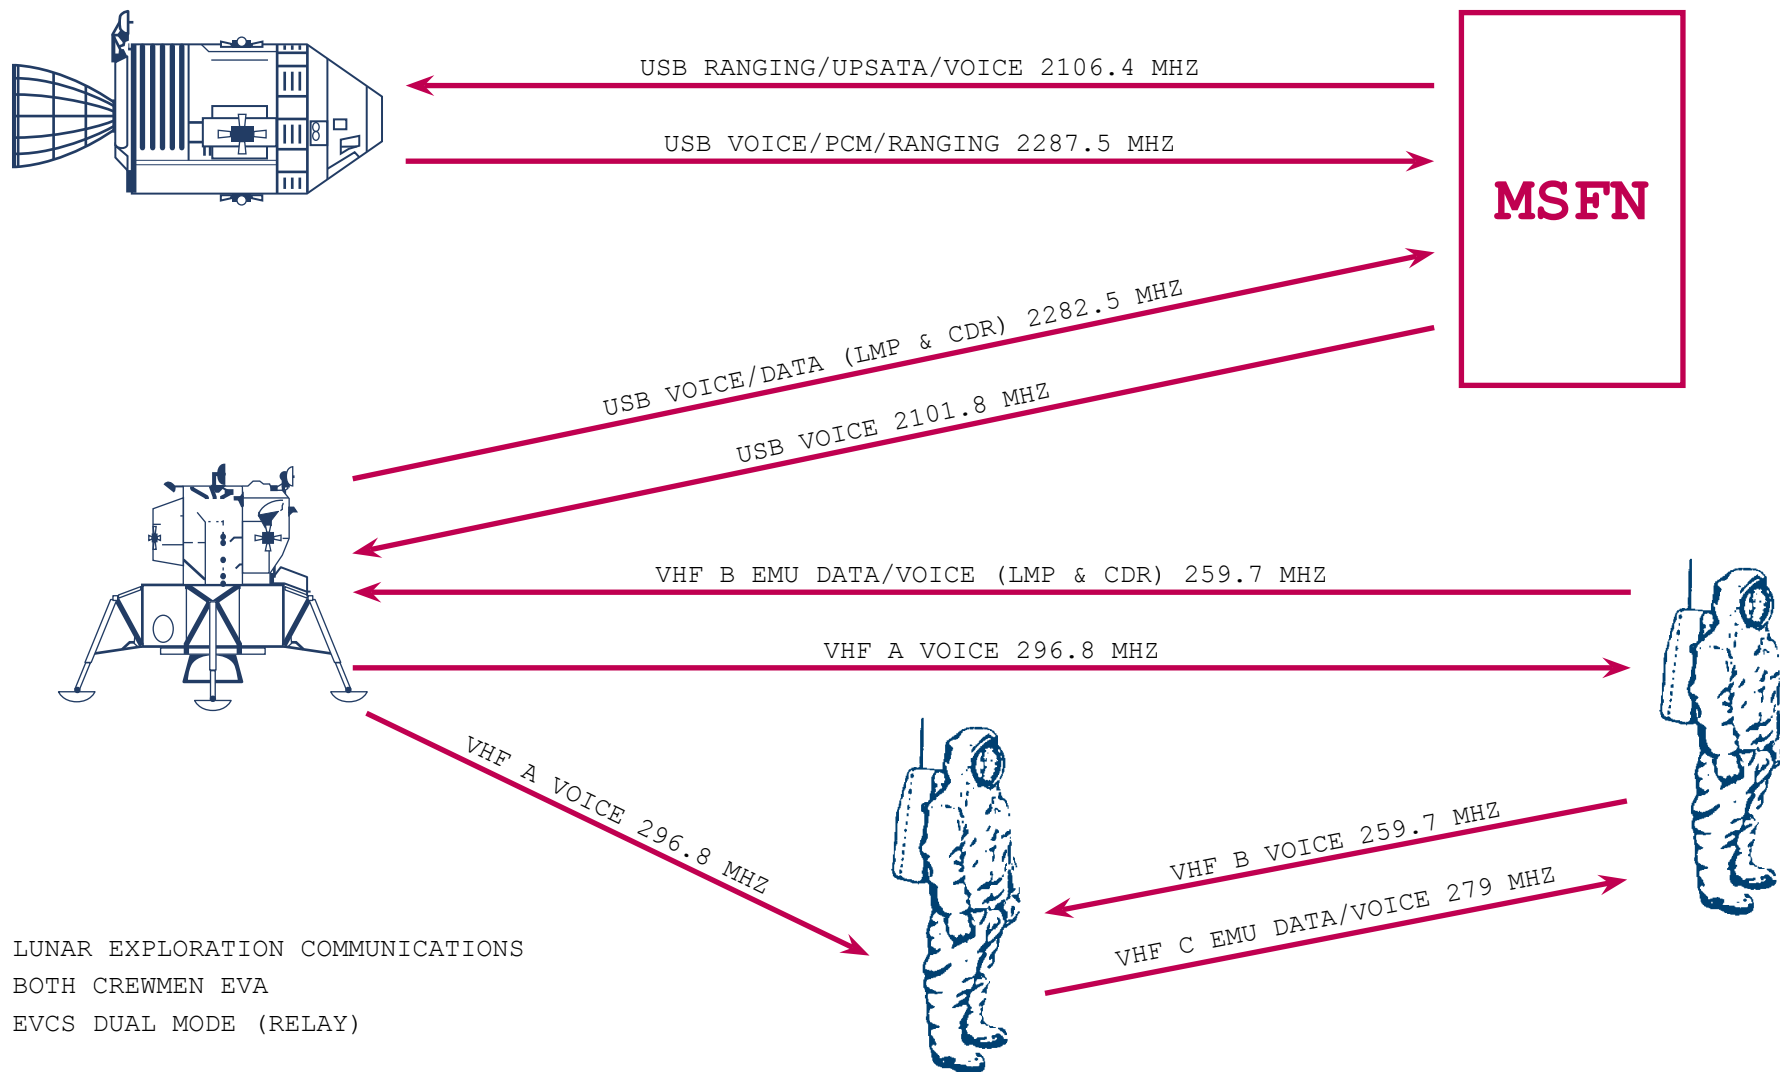 USB RANGING/UPSATA/VOICE 2106.4 MHZ
USB VOICE/PCM/RANGING 2287.5 MHZ
MSFN
USB VOICE/DATA (LMP & CDR) 2282.5 MHZ
USB VOICE 2101.8 MHZ
VHF B EMU DATA/VOICE (LMP & CDR) 259.7 MHZ
VHF A VOICE 296.8 MHZ
VHF A VOICE 296.8 MHZ
VHF B VOICE 259.7 MHZ
VHF C EMU DATA/VOICE 279 MHZ
LUNAR EXPLORATION COMMUNICATIONS
BOTH CREWMEN EVA
EVCS DUAL MODE (RELAY)